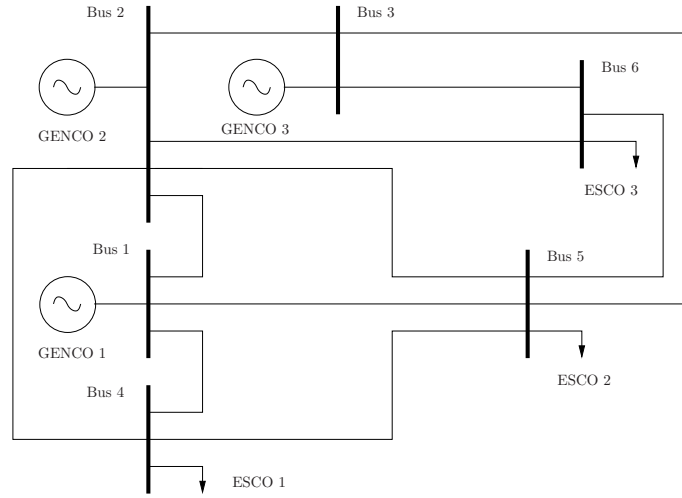 Bus 2
Bus 3
Bus 6
GENCO 2
GENCO 3
ESCO 3
Bus 1
Bus 5
GENCO 1
ESCO 2
Bus 4
ESCO 1